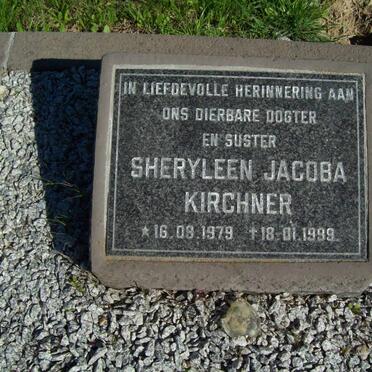 IN LIEFDEVOLLE HERINNERING AAN
ONS DIERBARE DOGTER
EN SUSTER
SHERYLEEN JACOBA
KIRCHNER
* 16.09.1979 † 18.01.1999